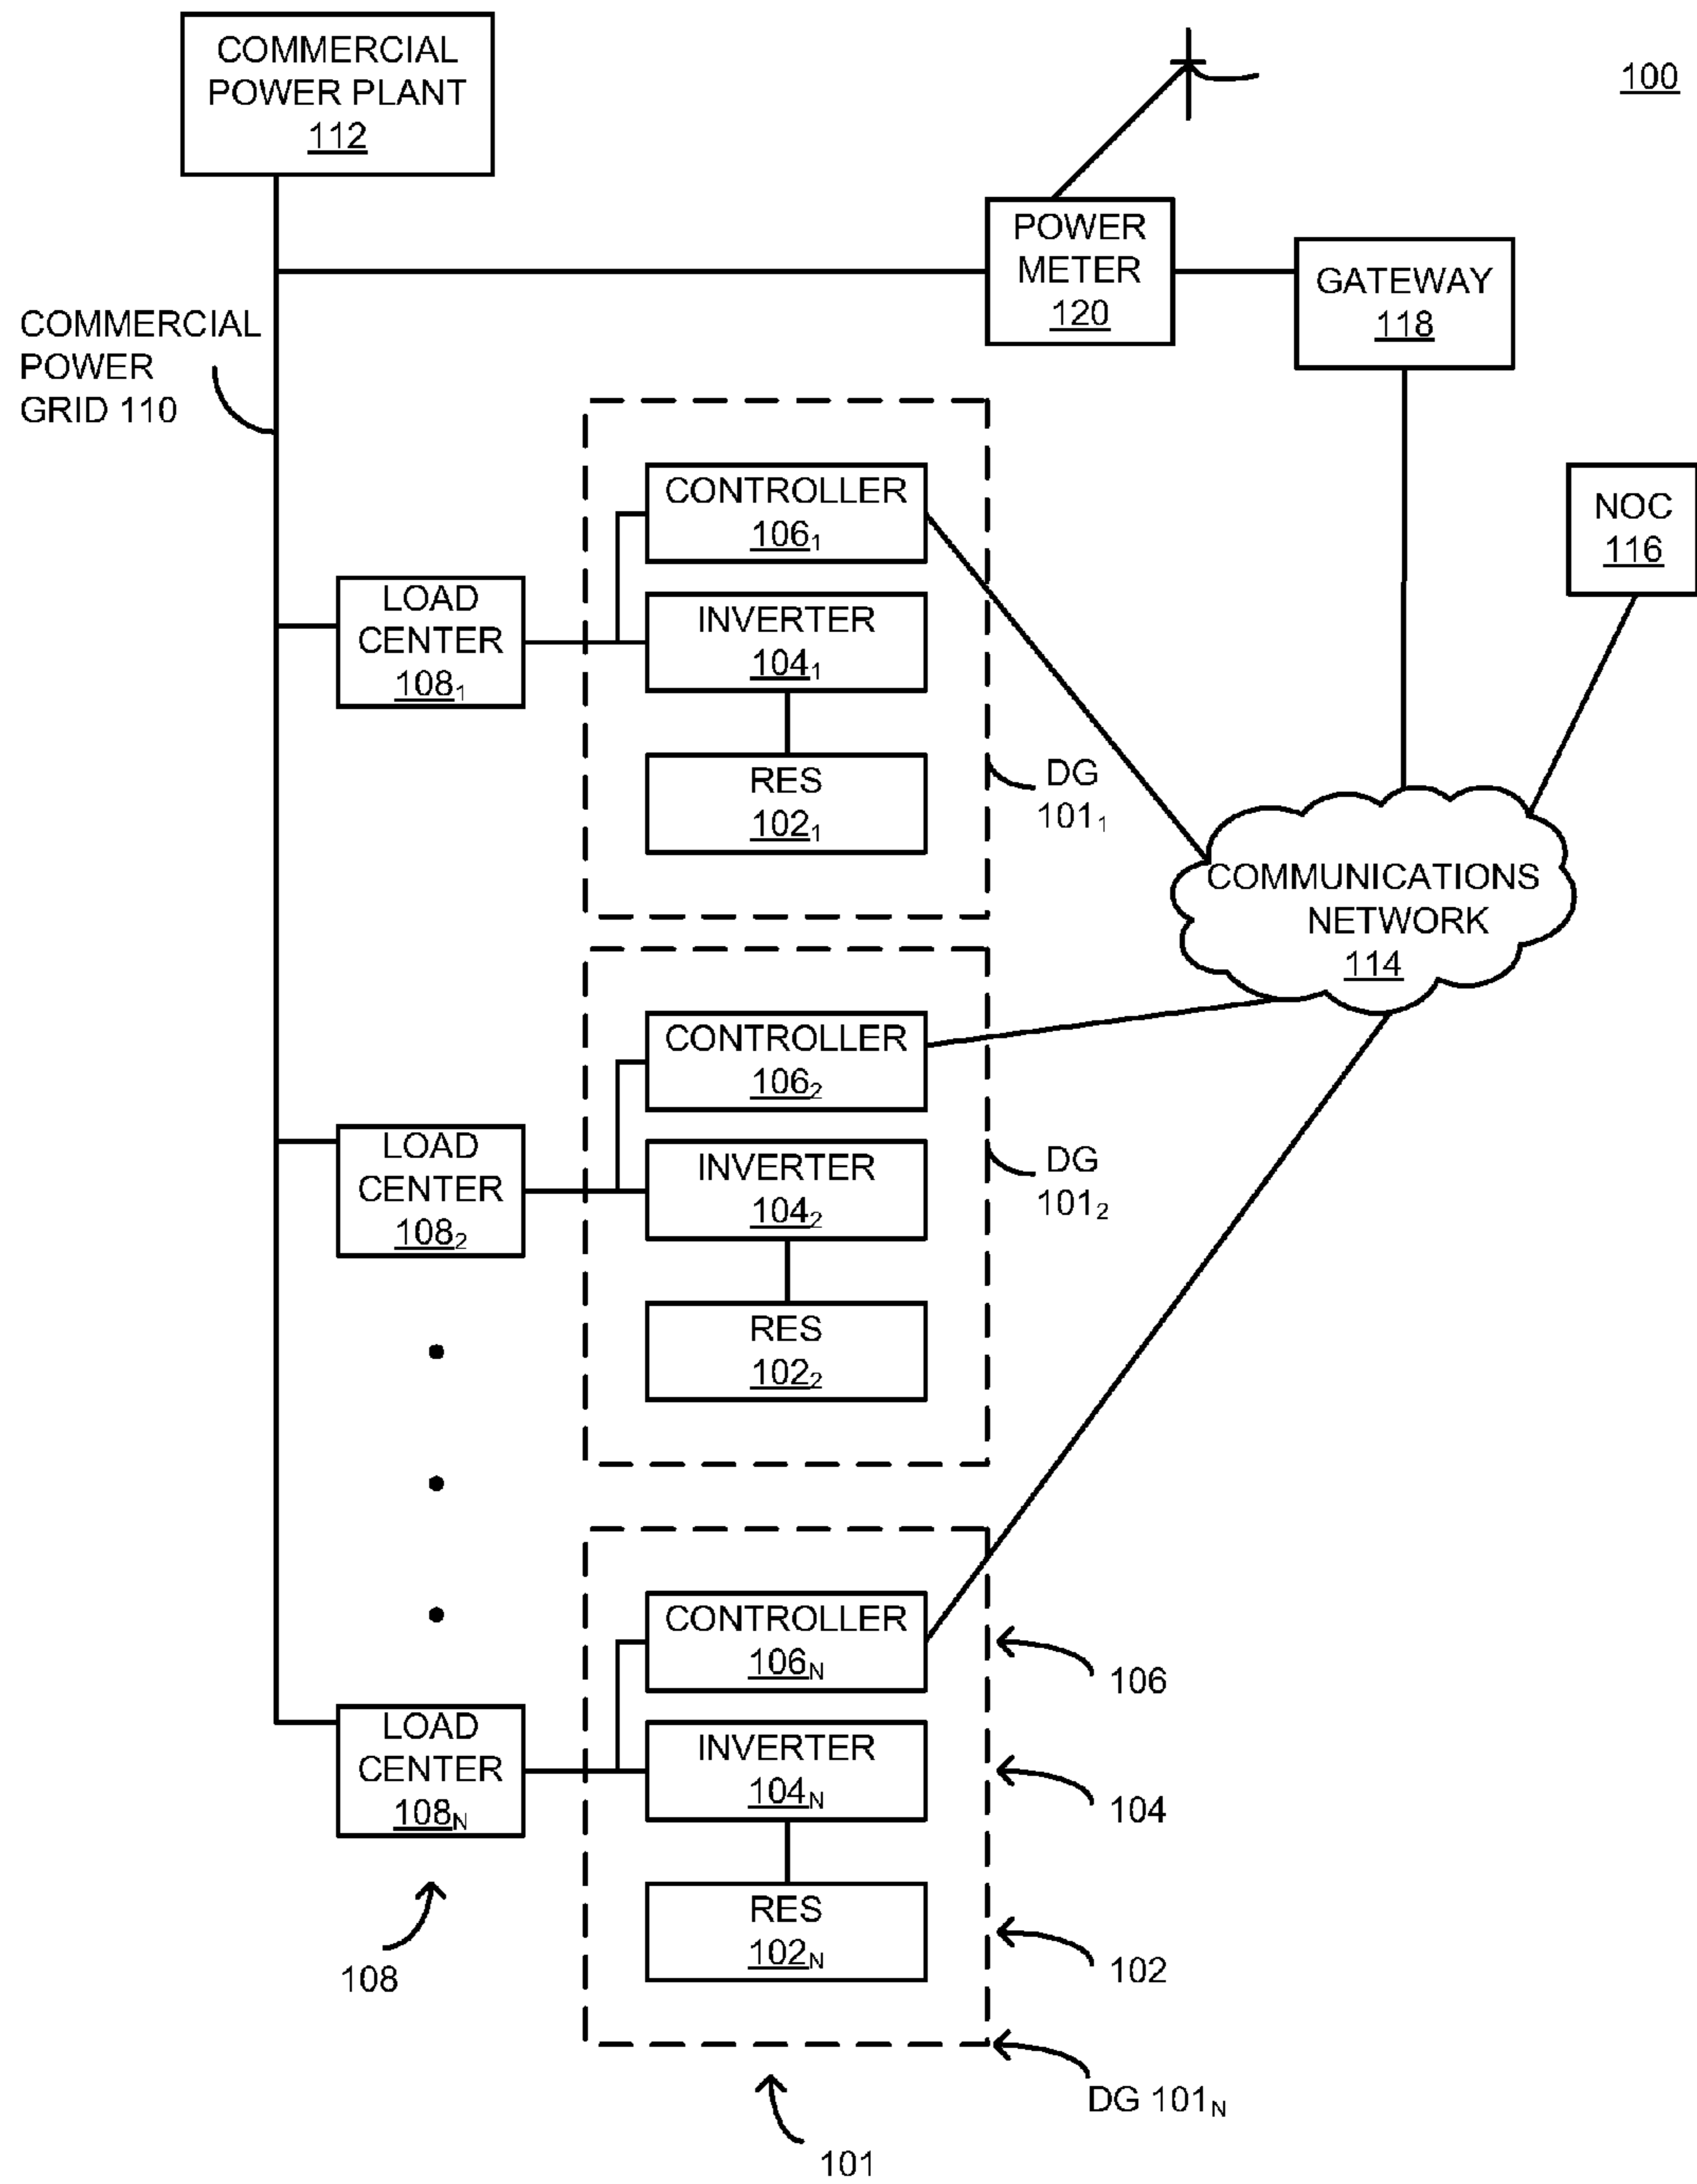 COMMERCIAL
POWER PLANT
112
100
POWER
METER
120
GATEWAY
118
COMMERCIAL
POWER
GRID 110
NOC
116
CONTROLLER
106₁
LOAD
CENTER
108₁
INVERTER
104₁
RES
102₁
DG
101₁
COMMUNICATIONS
NETWORK
114
CONTROLLER
106₂
LOAD
CENTER
108₂
INVERTER
104₂
RES
102₂
DG
101₂
CONTROLLER
106N
106
LOAD
CENTER
108N
INVERTER
104N
104
RES
102N
102
108
DG 101N
101